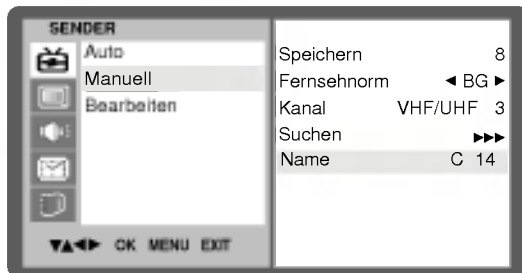 SENDER
Auto
Manuell
Bearbeiten
▼▲◀▶ OK MENU EXIT
Speichern 8
Fernsehnorm ◀ BG ▶
Kanal VHF/UHF 3
Suchen ▶▶▶
Name C 14